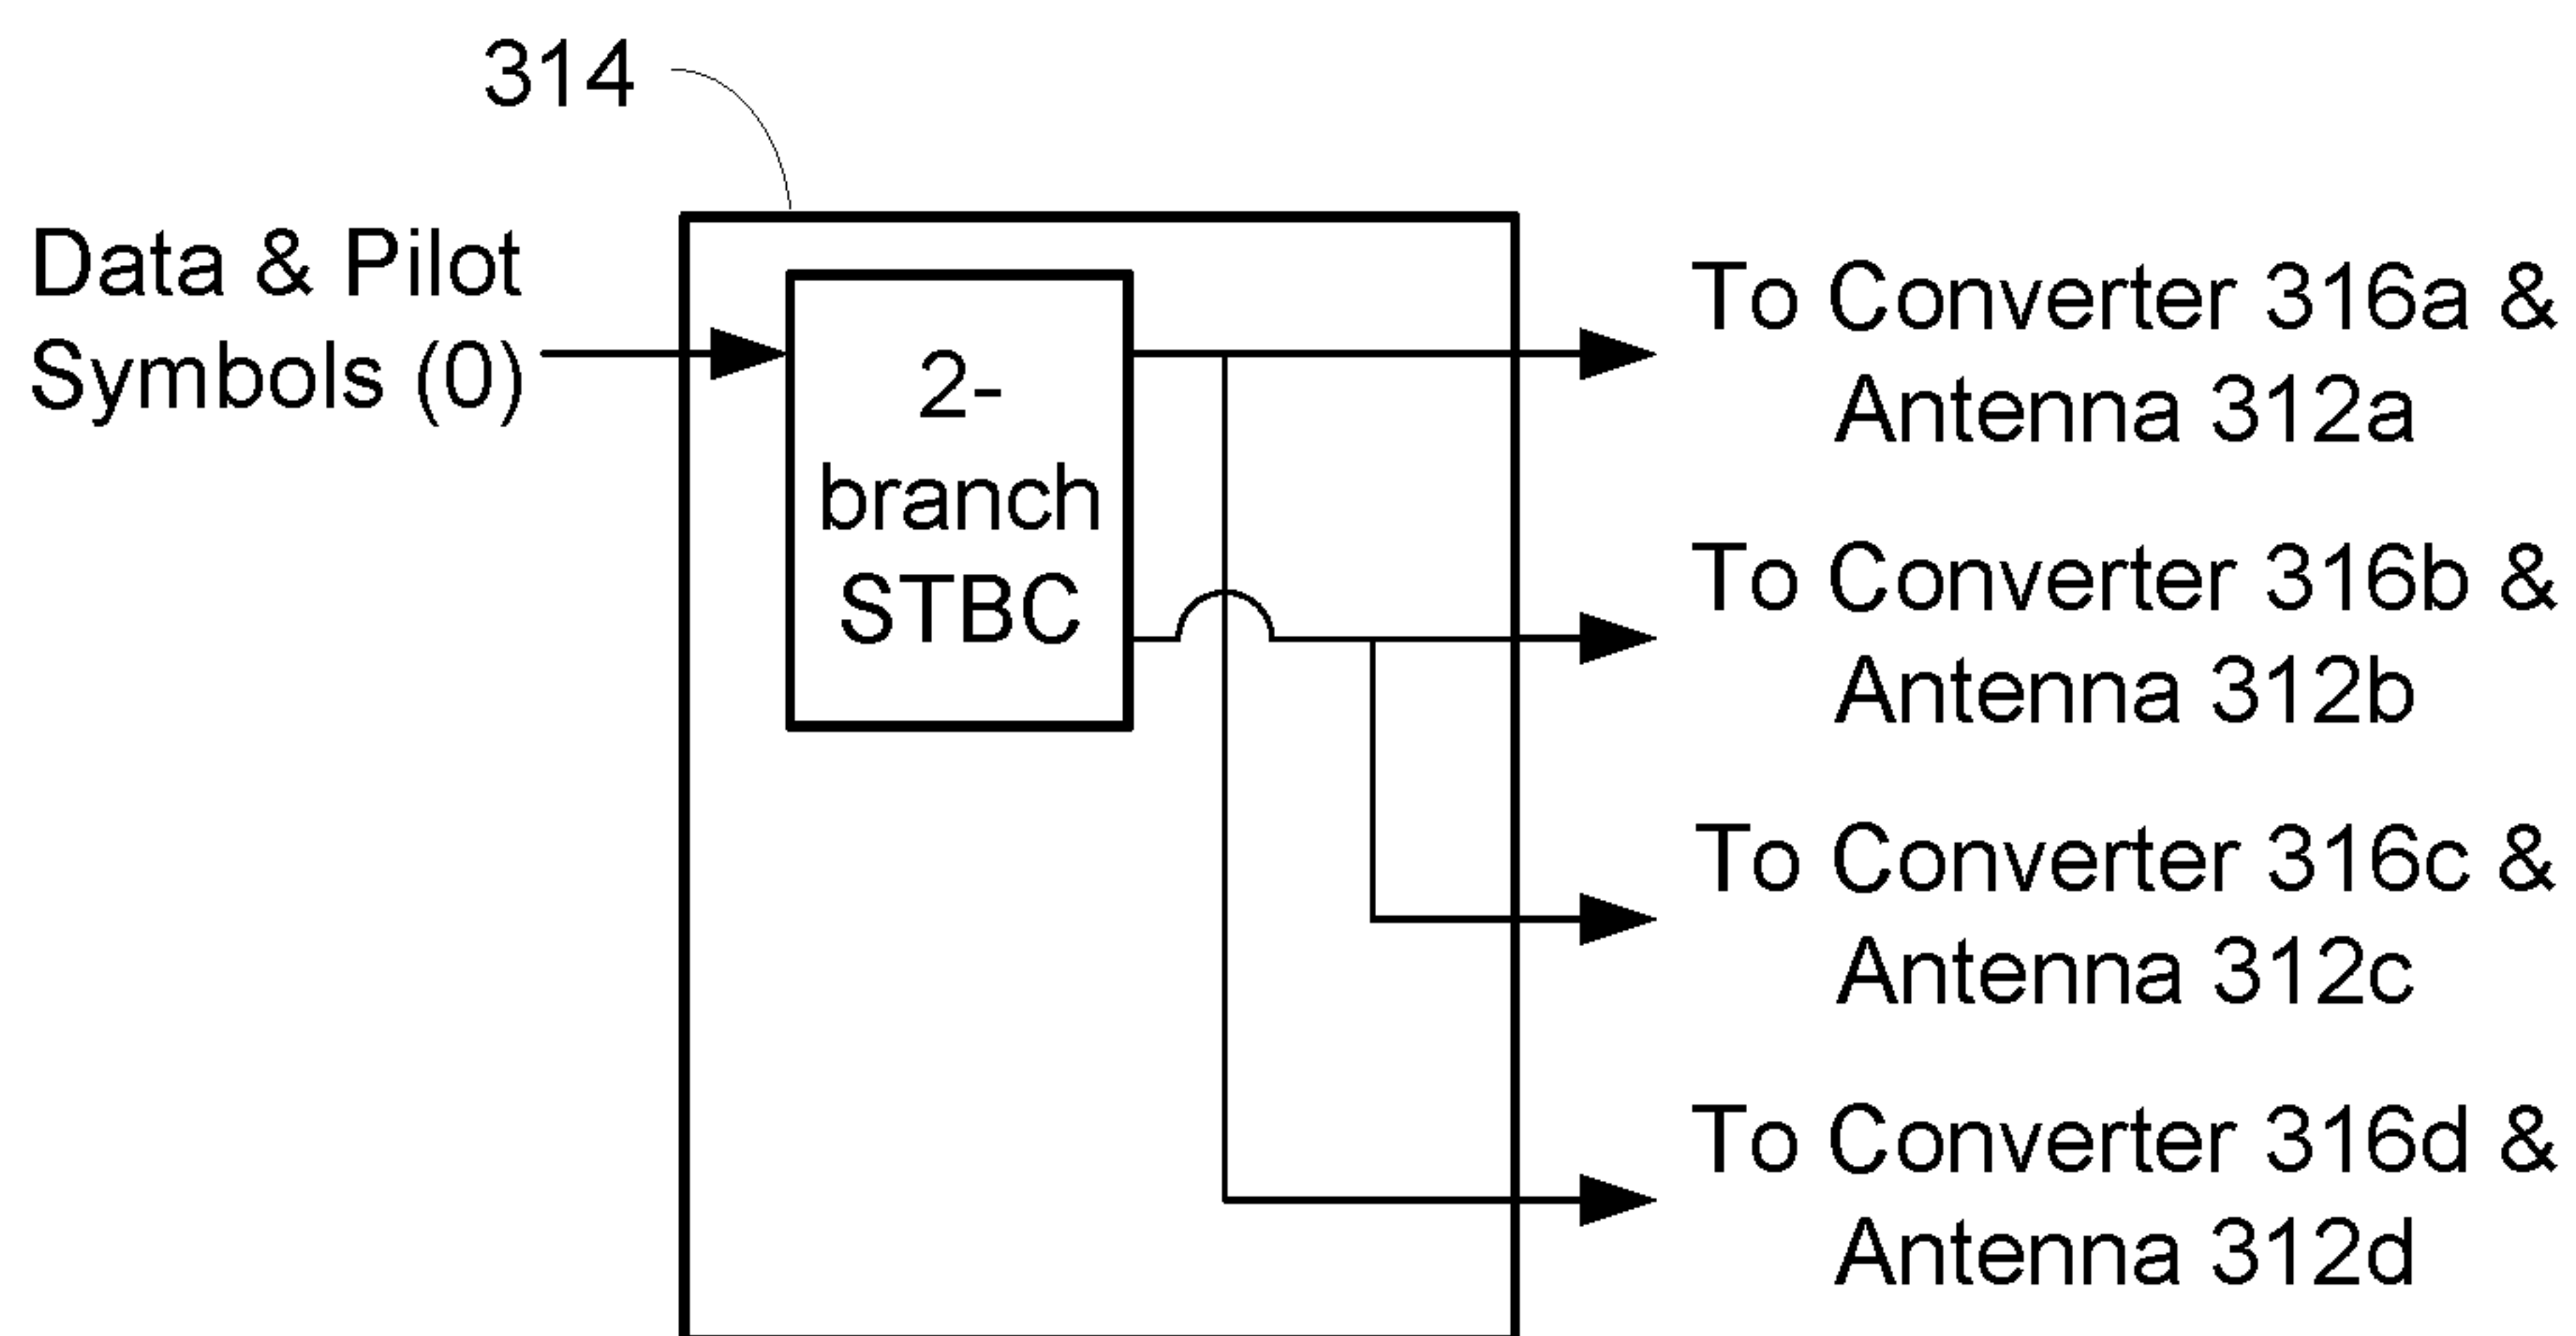 314
Data & Pilot
Symbols (0)
2-
branch
STBC
To Converter 316a &
Antenna 312a
To Converter 316b &
Antenna 312b
To Converter 316c &
Antenna 312c
To Converter 316d &
Antenna 312d